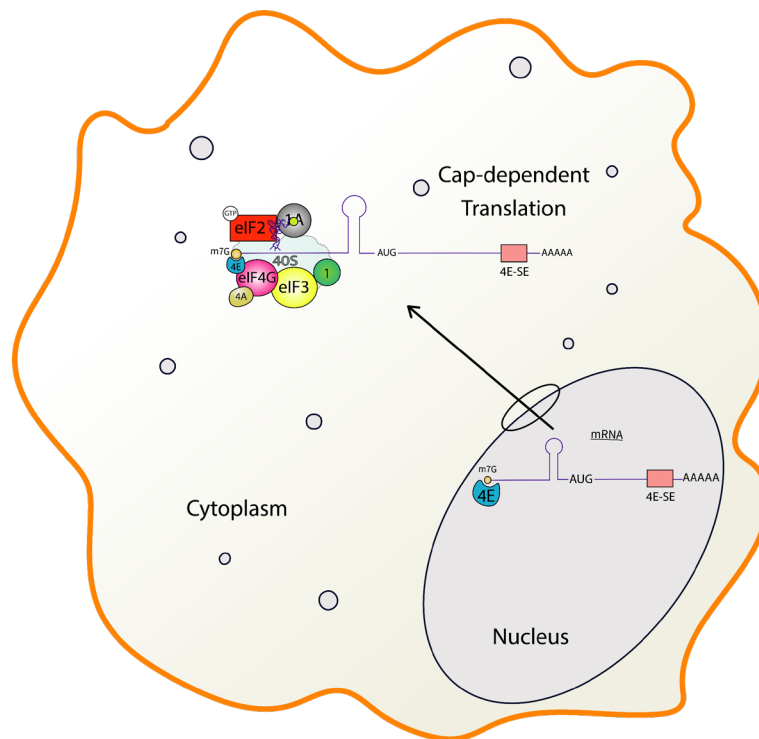 Cap-dependent
Translation
GTP
eIF2
1A
m7G
AUG
AAAAA
4E
40S
4E-SE
eIF4G
eIF3
1
4A
mRNA
m7G
AUG
AAAAA
4E
4E-SE
Cytoplasm
Nucleus